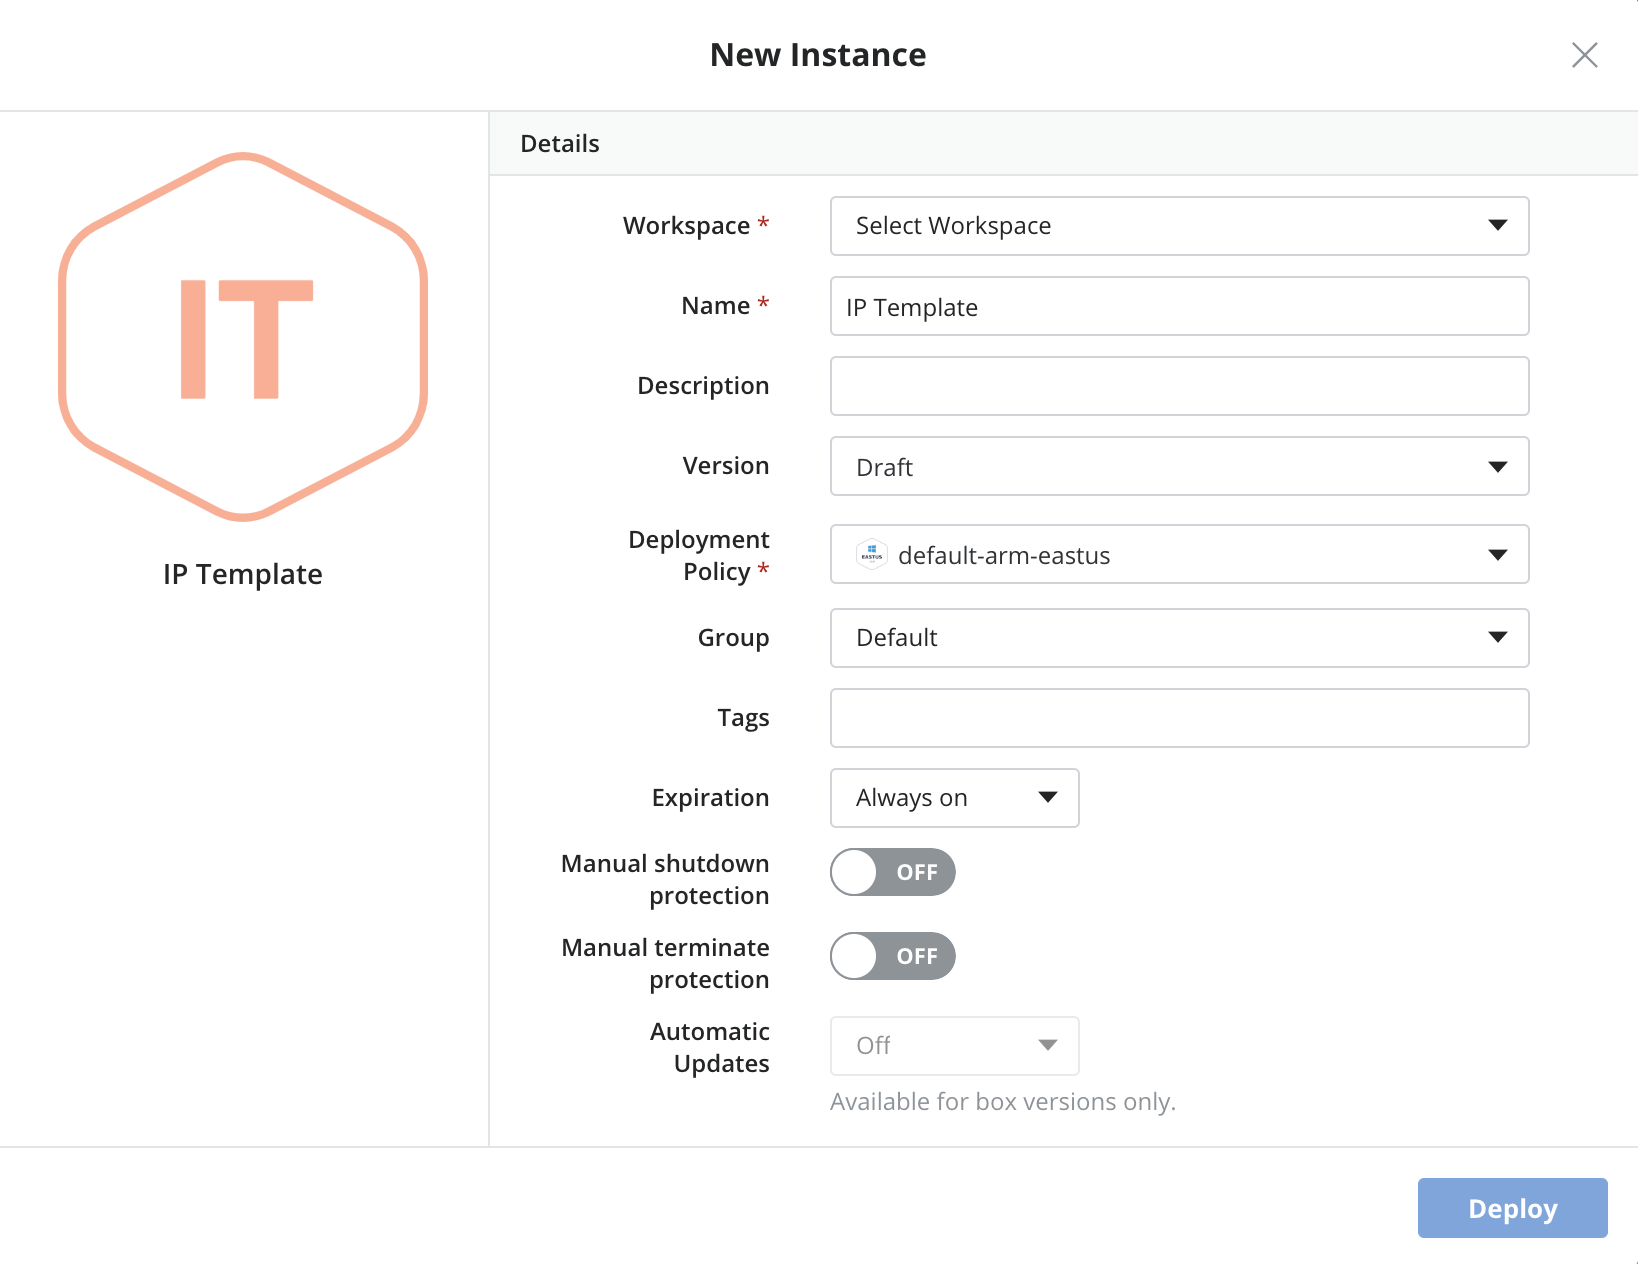 New Instance
IT
IP Template
Details
Workspace * Select Workspace
Name * IP Template
Description
Version Draft
Deployment
Policy * EASTUS default-arm-eastus
Group Default
Tags
Expiration Always on
Manual shutdown
protection OFF
Manual terminate
protection OFF
Automatic
Updates Off
Available for box versions only.
Deploy